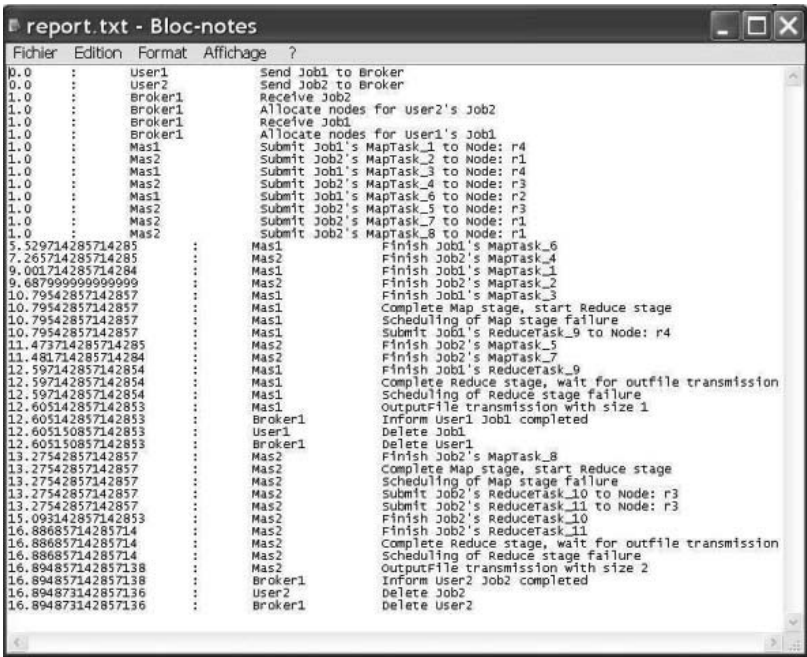 report.txt - Bloc-notes
Fichier Edition Format Affichage ?
0.0 : User1 Send Job1 to Broker
0.0 : User2 Send Job2 to Broker
1.0 : Broker1 Receive Job2
1.0 : Broker1 Allocate nodes for User2's Job2
1.0 : Broker1 Receive Job1
1.0 : Broker1 Allocate nodes for User1's Job1
1.0 : Mas1 Submit Job1's MapTask_1 to Node: r4
1.0 : Mas2 Submit Job2's MapTask_2 to Node: r1
1.0 : Mas1 Submit Job1's MapTask_3 to Node: r4
1.0 : Mas2 Submit Job2's MapTask_4 to Node: r3
1.0 : Mas1 Submit Job1's MapTask_6 to Node: r2
1.0 : Mas2 Submit Job2's MapTask_5 to Node: r3
1.0 : Mas2 Submit Job2's MapTask_7 to Node: r1
1.0 : Mas2 Submit Job2's MapTask_8 to Node: r1
5.529714285714285 : Mas1 Finish Job1's MapTask_6
7.265714285714285 : Mas2 Finish Job2's MapTask_4
9.001714285714284 : Mas1 Finish Job1's MapTask_1
9.687999999999999 : Mas2 Finish Job2's MapTask_2
10.79542857142857 : Mas1 Finish Job1's MapTask_3
10.79542857142857 : Mas1 Complete Map stage, start Reduce stage
10.79542857142857 : Mas1 Scheduling of Map stage failure
10.79542857142857 : Mas1 Submit Job1's ReduceTask_9 to Node: r4
11.473714285714285 : Mas2 Finish Job2's MapTask_5
11.481714285714284 : Mas2 Finish Job2's MapTask_7
12.597142857142854 : Mas1 Finish Job1's ReduceTask_9
12.597142857142854 : Mas1 Complete Reduce stage, wait for outfile transmission
12.597142857142854 : Mas1 Scheduling of Reduce stage failure
12.605142857142853 : Mas1 OutputFile transmission with size 1
12.605142857142853 : Broker1 Inform User1 Job1 completed
12.605150857142853 : User1 Delete Job1
12.605150857142853 : Broker1 Delete User1
13.27542857142857 : Mas2 Finish Job2's MapTask_8
13.27542857142857 : Mas2 Complete Map stage, start Reduce stage
13.27542857142857 : Mas2 Scheduling of Map stage failure
13.27542857142857 : Mas2 Submit Job2's ReduceTask_10 to Node: r3
13.27542857142857 : Mas2 Submit Job2's ReduceTask_11 to Node: r3
15.093142857142853 : Mas2 Finish Job2's ReduceTask_10
16.88685714285714 : Mas2 Finish Job2's ReduceTask_11
16.88685714285714 : Mas2 Complete Reduce stage, wait for outfile transmission
16.88685714285714 : Mas2 Scheduling of Reduce stage failure
16.894857142857138 : Mas2 OutputFile transmission with size 2
16.894857142857138 : Broker1 Inform User2 Job2 completed
16.894873142857136 : User2 Delete Job2
16.894873142857136 : Broker1 Delete User2